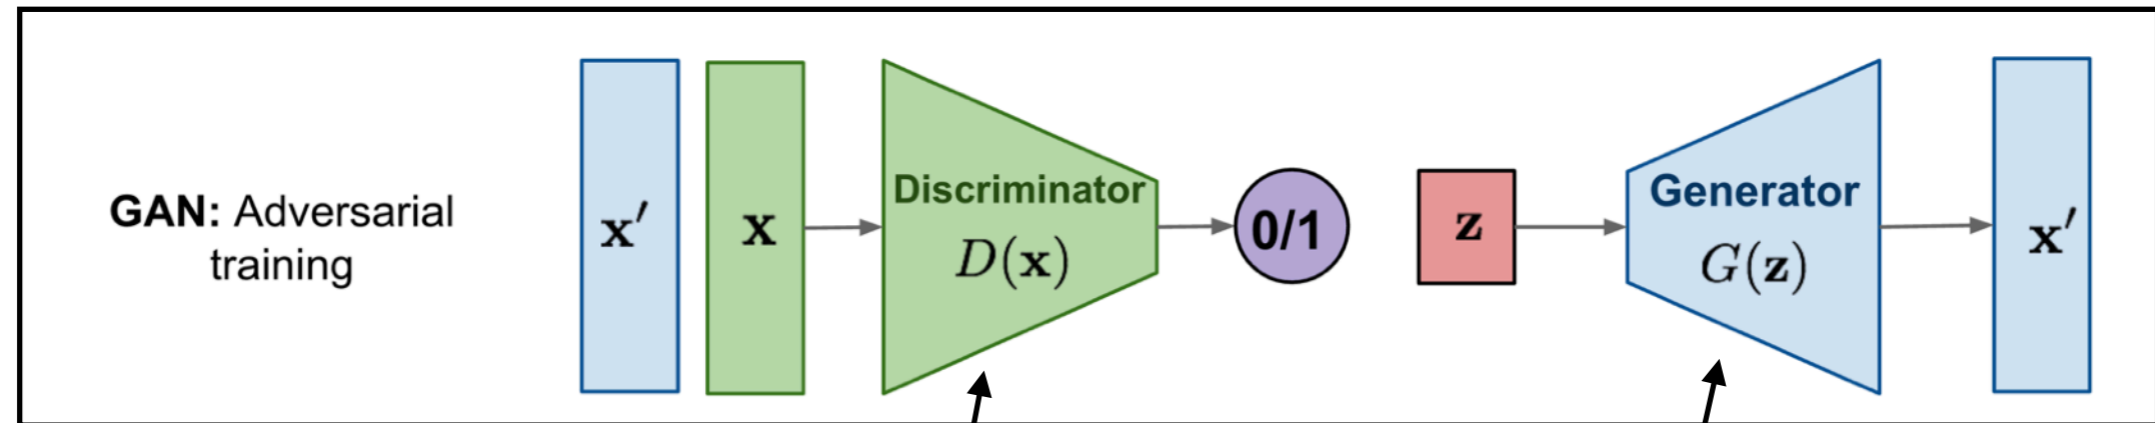 GAN: Adversarial
training
x′
x
Discriminator
D(x)
0/1
z
Generator
G(z)
x′